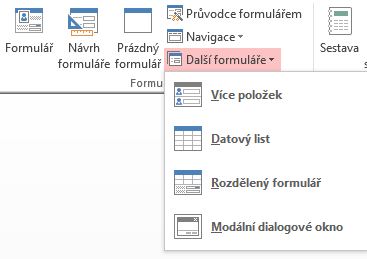 Formulář
Návrh
formuláře
Prázdný
formulář
Průvodce formulářem
Navigace
Další formuláře
Formu
Sestava
s
Více položek
Datový list
Rozdělený formulář
Modální dialogové okno